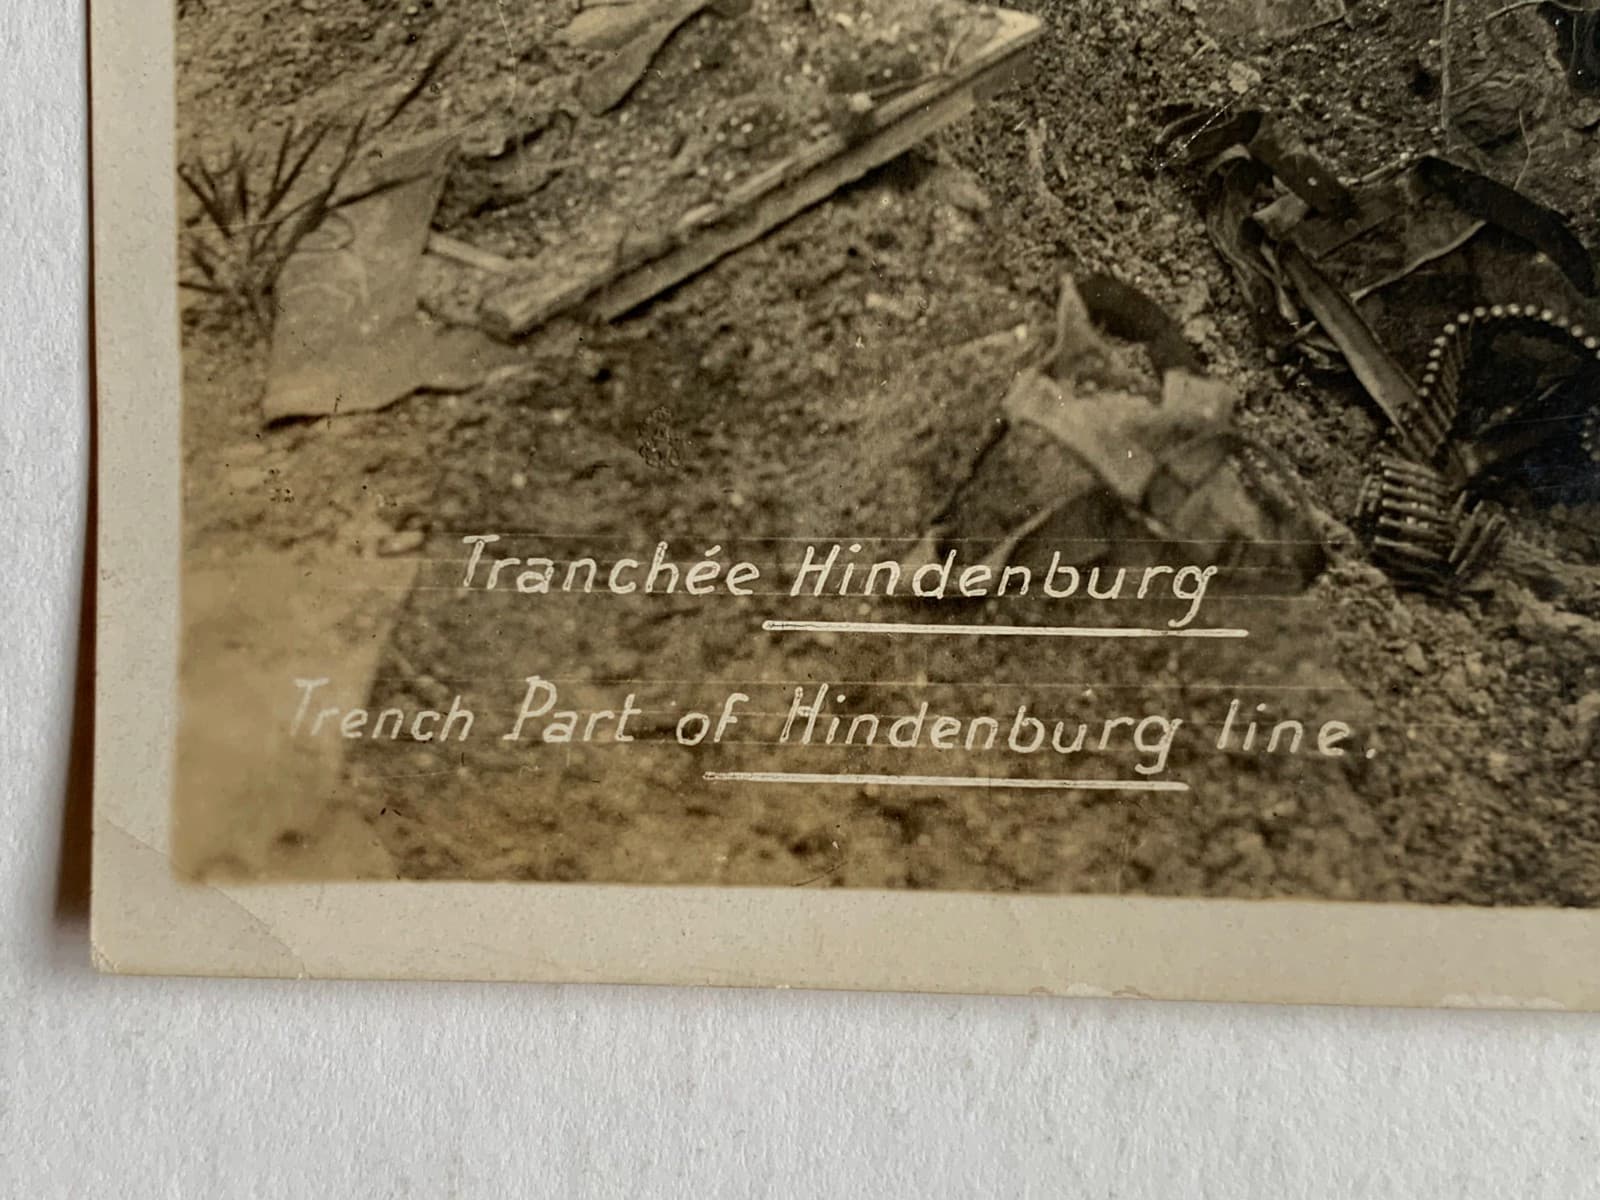 Tranchée Hindenburg
Trench Part of Hindenburg line.